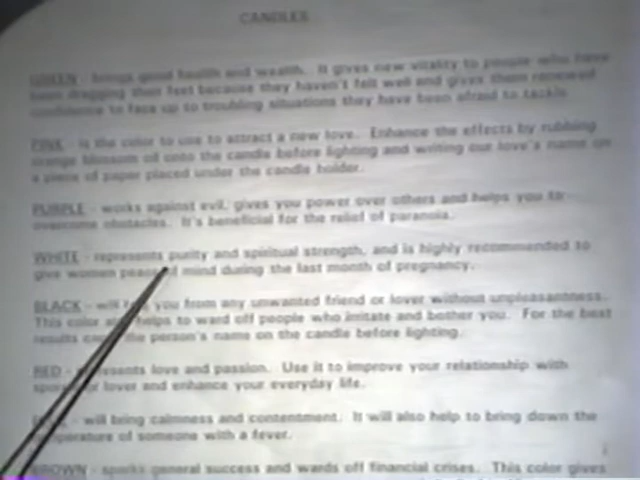 CANDLES
GREEN - brings good health and wealth. It gives new vitality to people who have
been dragging their feet because they haven't felt well and gives them renewed
confidence to face up to troubling situations they have been afraid to tackle.
PINK - is the color to use to attract a new love. Enhance the effects by rubbing
orange blossom oil onto the candle before lighting and writing our love's name on
a piece of paper placed under the candle holder.
PURPLE - works against evil, gives you power over others and helps you to
overcome obstacles. It's beneficial for the relief of paranoia.
WHITE - represents purity and spiritual strength, and is highly recommended to
give women peace of mind during the last month of pregnancy.
BLACK - will you from any unwanted friend or lover without unpleasantness.
This color helps to ward off people who irritate and bother you. For the best
results the person's name on the candle before lighting.
RED - love and passion. Use it to improve your relationship with
lover and enhance your everyday life.
- will bring calmness and contentment. It will also help to bring down the
temperature of someone with a fever.
BROWN - sparks general success and wards off financial crises. This color gives